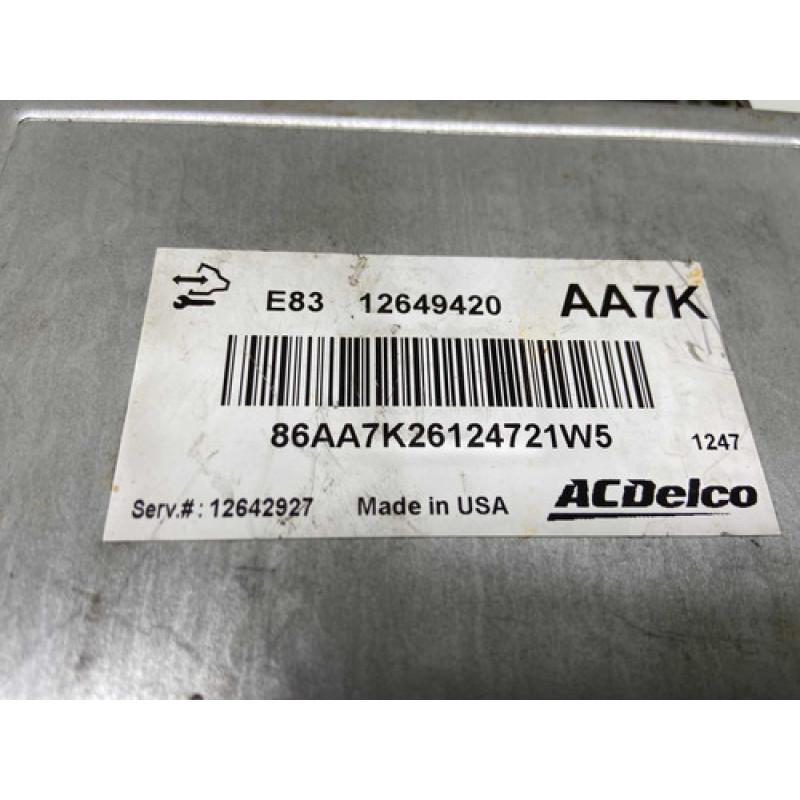 E83 12649420 AA7K
86AA7K26124721W5 1247
Serv.#: 12642927 Made in USA ACDelco